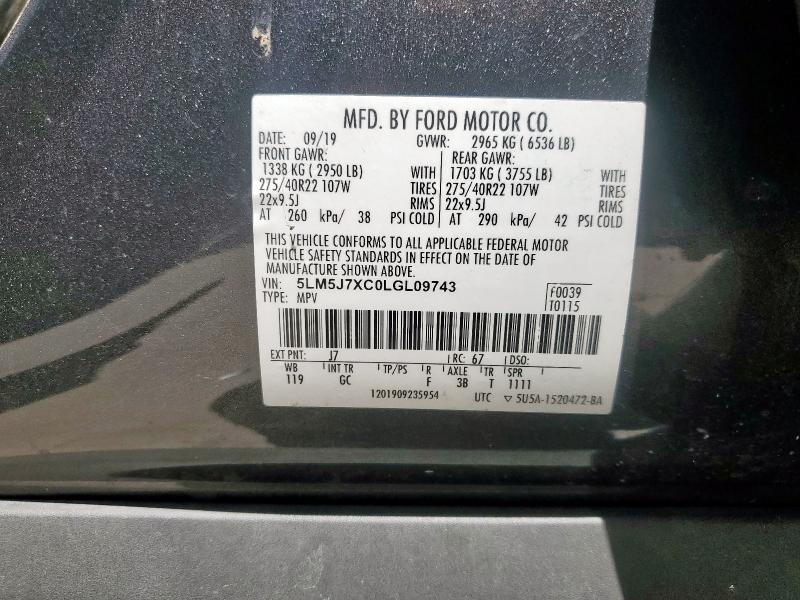 MFD. BY FORD MOTOR CO.
DATE: 09/19 GVWR: 2965 KG ( 6536 LB)
FRONT GAWR: REAR GAWR:
1338 KG ( 2950 LB) WITH 1703 KG ( 3755 LB) WITH
275/40R22 107W TIRES 275/40R22 107W TIRES
22x9.5J RIMS 22x9.5J RIMS
AT 260 kPa/ 38 PSI COLD AT 290 kPa/ 42 PSI COLD
THIS VEHICLE CONFORMS TO ALL APPLICABLE FEDERAL MOTOR
VEHICLE SAFETY STANDARDS IN EFFECT ON THE DATE OF
MANUFACTURE SHOWN ABOVE.
VIN: 5LM5J7XC0LGL09743 F0039
TYPE: MPV T0115
EXT PNT: J7 RC: 67 DSO:
WB INT TR TP/PS R AXLE TR SPR
119 GC F 3B T 1111
1201909235954 UTC ▽ 5U5A-1520472-BA